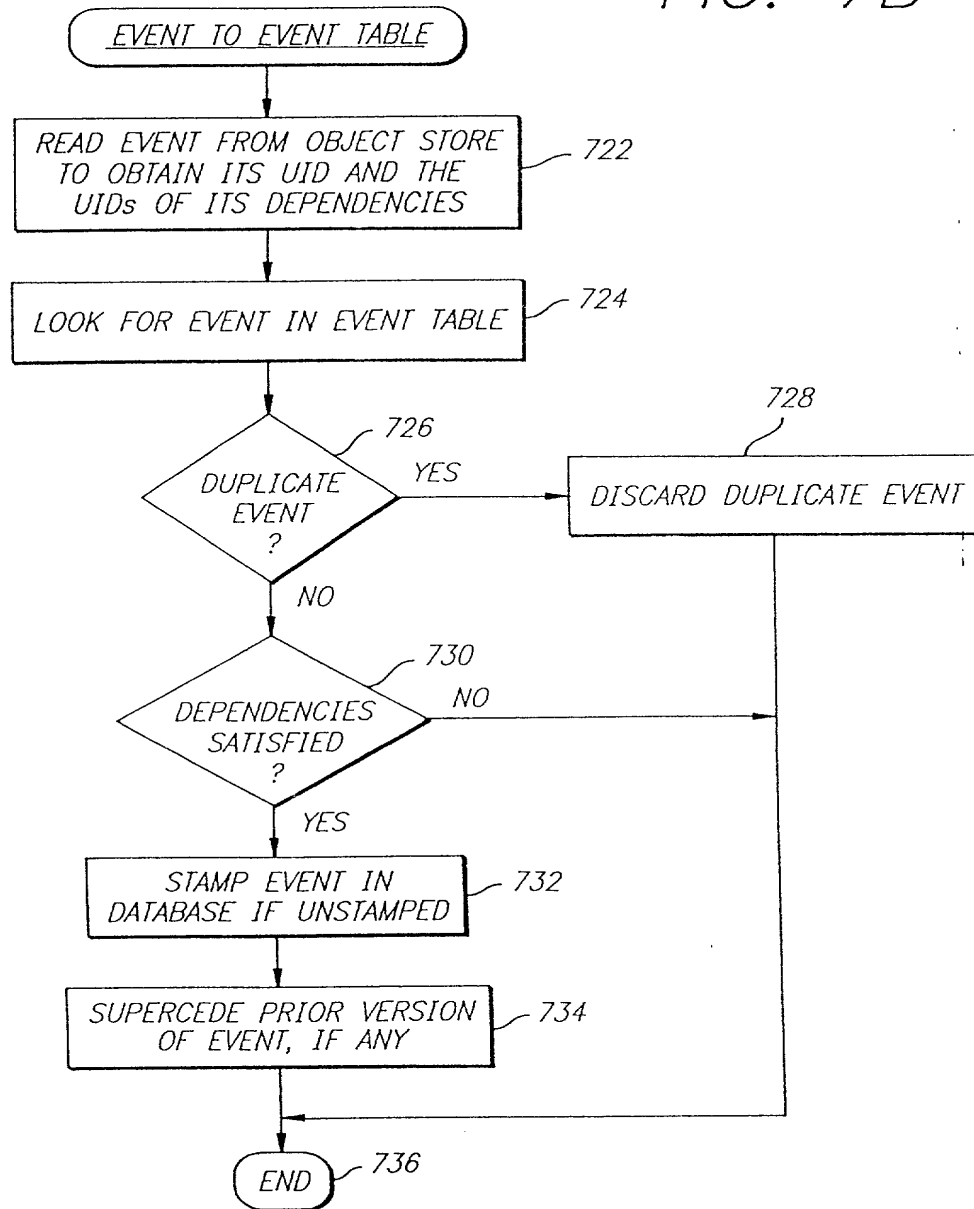 FIG. 7B
EVENT TO EVENT TABLE
READ EVENT FROM OBJECT STORE
TO OBTAIN ITS UID AND THE
UIDs OF ITS DEPENDENCIES
722
LOOK FOR EVENT IN EVENT TABLE
724
726
DUPLICATE
EVENT
?
YES
728
DISCARD DUPLICATE EVENT
NO
730
DEPENDENCIES
SATISFIED
?
NO
YES
STAMP EVENT IN
DATABASE IF UNSTAMPED
732
SUPERCEDE PRIOR VERSION
OF EVENT, IF ANY
734
END
736